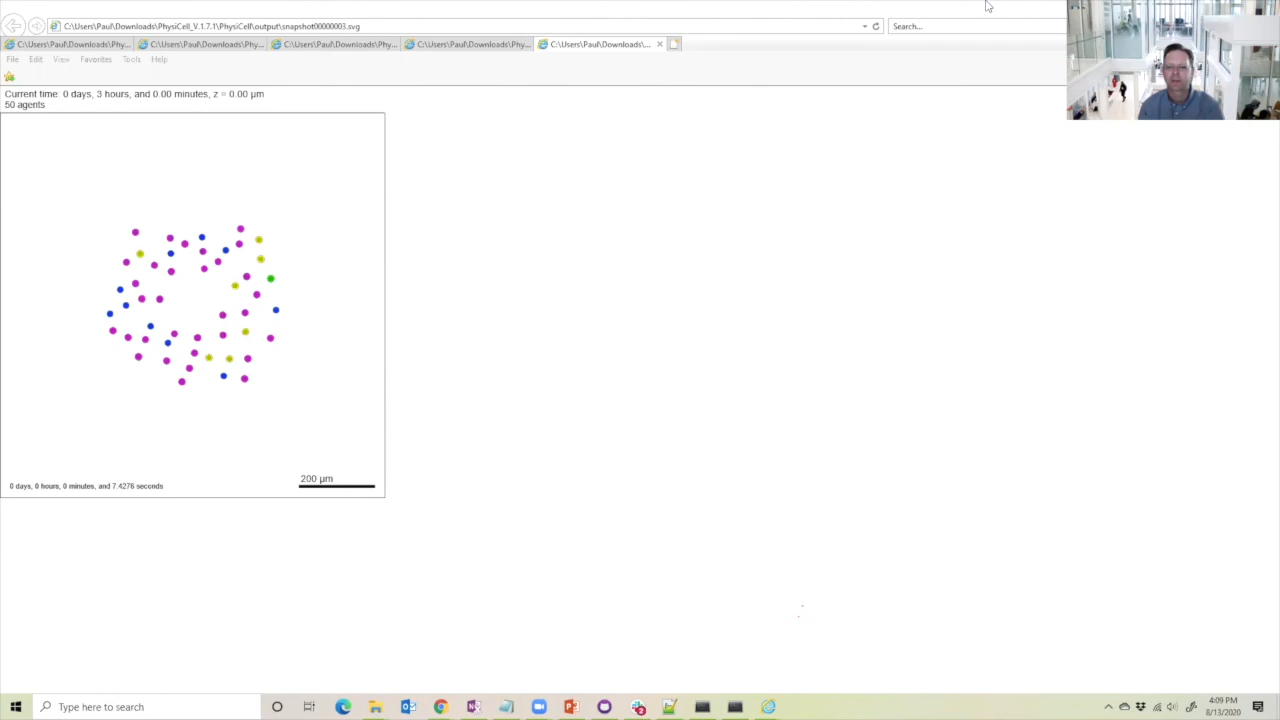 C:\Users\Paul\Downloads\PhysiCell_V.1.7.1\PhysiCell\output\snapshot00000003.svg
Search...
C:\Users\Paul\Downloads\Phy...
C:\Users\Paul\Downloads\Phy...
C:\Users\Paul\Downloads\Phy...
C:\Users\Paul\Downloads\Phy...
C:\Users\Paul\Downloads\...
File Edit View Favorites Tools Help
Current time: 0 days, 3 hours, and 0.00 minutes, z = 0.00 μm
50 agents
200 μm
0 days, 0 hours, 0 minutes, and 7.4276 seconds
Type here to search
4:09 PM
8/13/2020